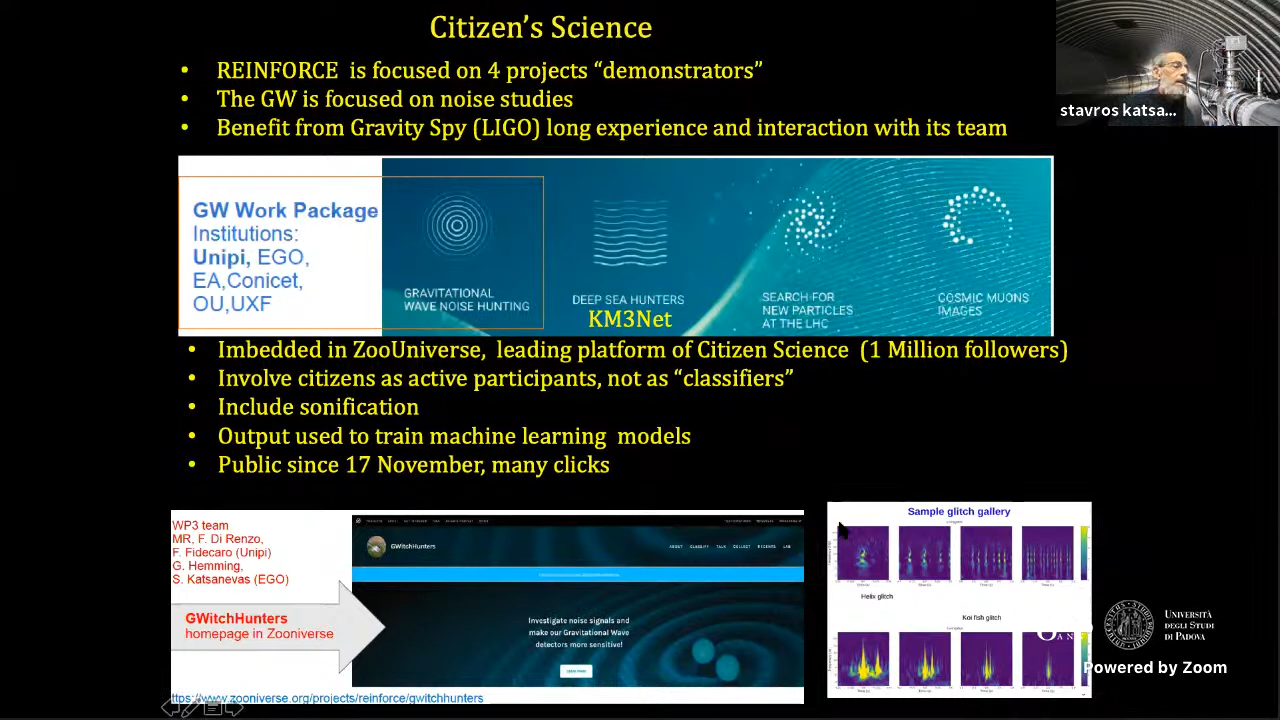 Citizen's Science
• REINFORCE is focused on 4 projects “demonstrators”
• The GW is focused on noise studies
• Benefit from Gravity Spy (LIGO) long experience and interaction with its team
stavros katsa...
GW Work Package
Institutions:
Unipi, EGO,
EA,Conicet,
OU,UXF
GRAVITATIONAL
WAVE NOISE HUNTING
DEEP SEA HUNTERS
KM3Net
SEARCH FOR
NEW PARTICLES
AT THE LHC
COSMIC MUONS
IMAGES
• Imbedded in ZooUniverse, leading platform of Citizen Science (1 Million followers)
• Involve citizens as active participants, not as “classifiers”
• Include sonification
• Output used to train machine learning models
• Public since 17 November, many clicks
WP3 team
MR, F. Di Renzo,
F. Fidecaro (Unipi)
G. Hemming,
S. Katsanevas (EGO)
GWitchHunters
homepage in Zooniverse
GWitchHunters
ABOUT CLASSIFY TALK COLLECT RECENTS LAB
Investigate noise signals and
make our Gravitational Wave
detectors more sensitive!
ttps://www.zooniverse.org/projects/reinforce/gwitchhunters
Sample glitch gallery
Helix glitch
Koi fish glitch
UNIVERSITÀ
DEGLI STUDI
DI PADOVA
Powered by Zoom